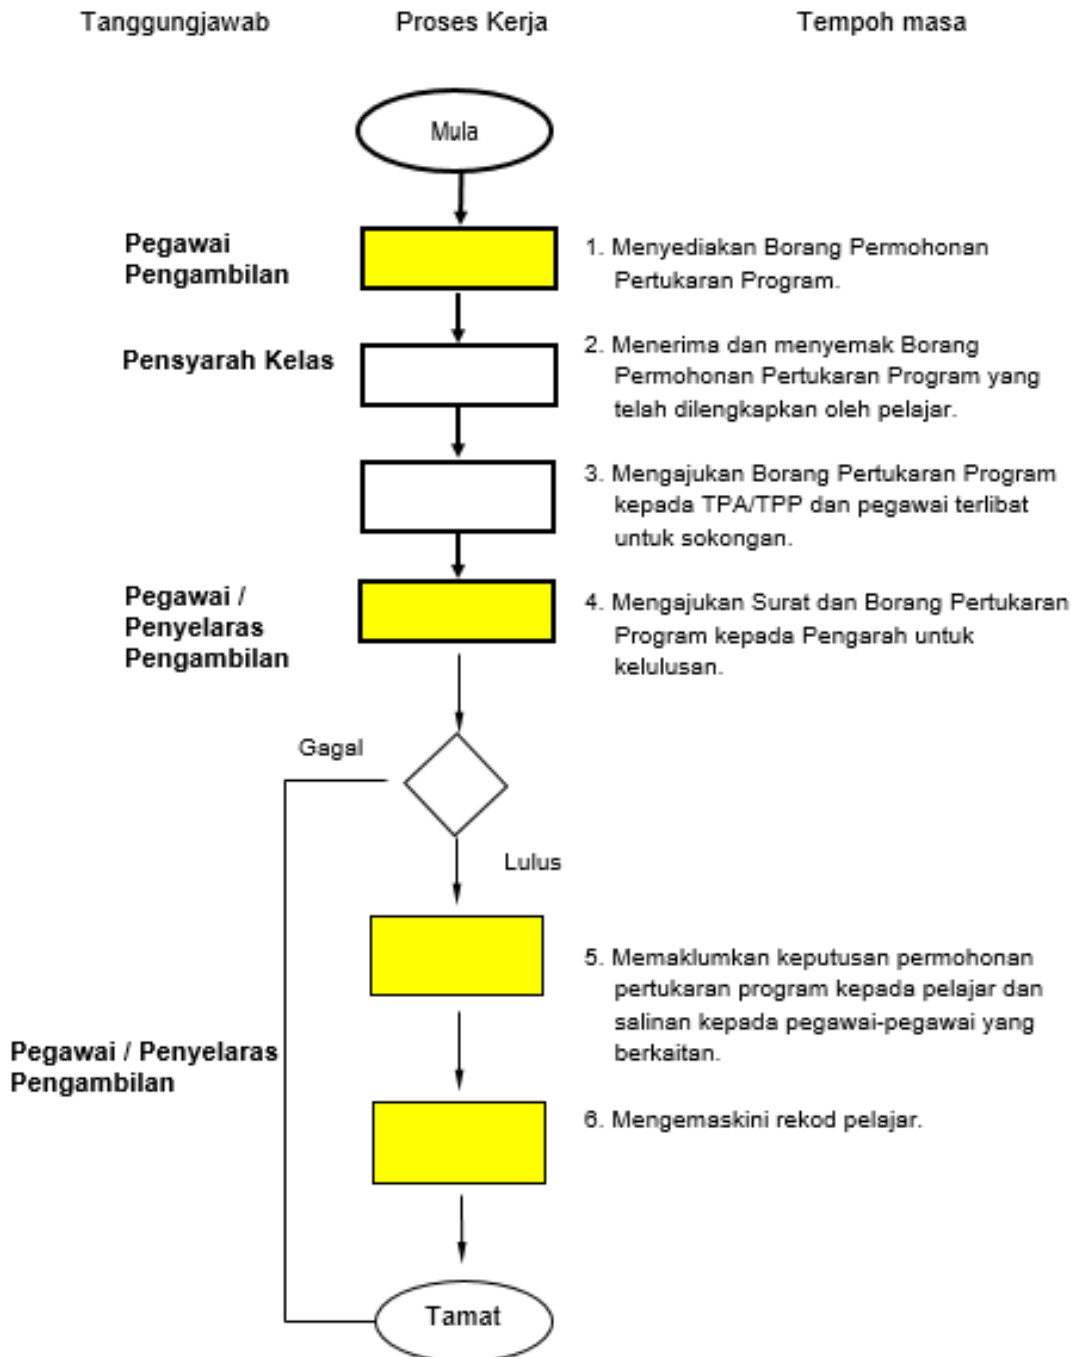 Tanggungjawab
Proses Kerja
Tempoh masa
Mula
Pegawai
Pengambilan
1. Menyediakan Borang Permohonan
Pertukaran Program.
Pensyarah Kelas
2. Menerima dan menyemak Borang
Permohonan Pertukaran Program yang
telah dilengkapkan oleh pelajar.
3. Mengajukan Borang Pertukaran Program
kepada TPA/TPP dan pegawai terlibat
untuk sokongan.
Pegawai /
Penyelaras
Pengambilan
4. Mengajukan Surat dan Borang Pertukaran
Program kepada Pengarah untuk
kelulusan.
Gagal
Lulus
5. Memaklumkan keputusan permohonan
pertukaran program kepada pelajar dan
salinan kepada pegawai-pegawai yang
berkaitan.
Pegawai / Penyelaras
Pengambilan
6. Mengemaskini rekod pelajar.
Tamat